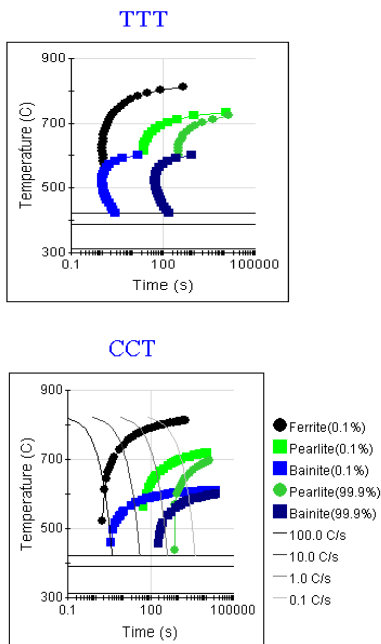 TTT
Temperature (C)
900
700
500
300
0.1
100
100000
Time (s)
CCT
Temperature (C)
900
700
500
300
0.1
100
100000
Time (s)
Ferrite(0.1%)
Pearlite(0.1%)
Bainite(0.1%)
Pearlite(99.9%)
Bainite(99.9%)
100.0 C/s
10.0 C/s
1.0 C/s
0.1 C/s